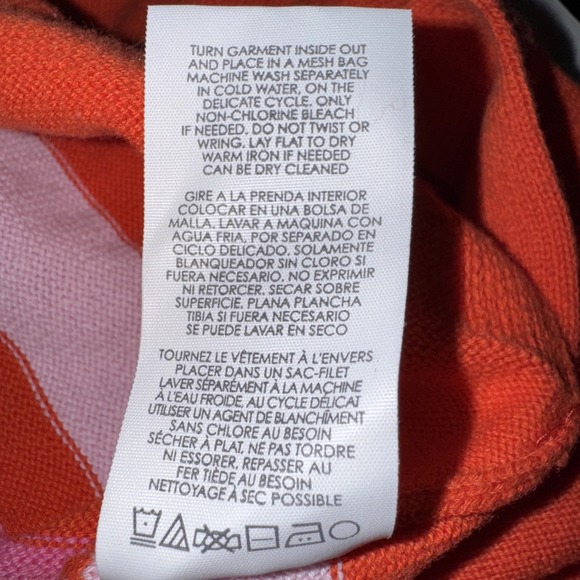 TURN GARMENT INSIDE OUT
AND PLACE IN A MESH BAG
MACHINE WASH SEPARATELY
IN COLD WATER, ON THE
DELICATE CYCLE. ONLY
NON-CHLORINE BLEACH
IF NEEDED. DO NOT TWIST OR
WRING. LAY FLAT TO DRY
WARM IRON IF NEEDED
CAN BE DRY CLEANED
GIRE A LA PRENDA INTERIOR
COLOCAR EN UNA BOLSA DE
MALLA. LAVAR A MAQUINA CON
AGUA FRIA, POR SEPARADO EN
CICLO DELICADO. SOLAMENTE
BLANQUEADOR SIN CLORO SI
FUERA NECESARIO. NO EXPRIMIR
NI RETORCER. SECAR SOBRE
SUPERFICIE. PLANA PLANCHA
TIBIA SI FUERA NECESARIO
SE PUEDE LAVAR EN SECO
TOURNEZ LE VÊTEMENT À L'ENVERS
PLACER DANS UN SAC-FILET
LAVER SÉPARÉMENT À LA MACHINE
À L'EAU FROIDE, AU CYCLE DÉLICAT
UTILISER UN AGENT DE BLANCHÎMENT
SANS CHLORE AU BESOIN
SÉCHER À PLAT, NE PAS TORDRE
NI ESSORER. REPASSER AU
FER TIÈDE AU BESOIN
NETTOYAGE À SEC POSSIBLE